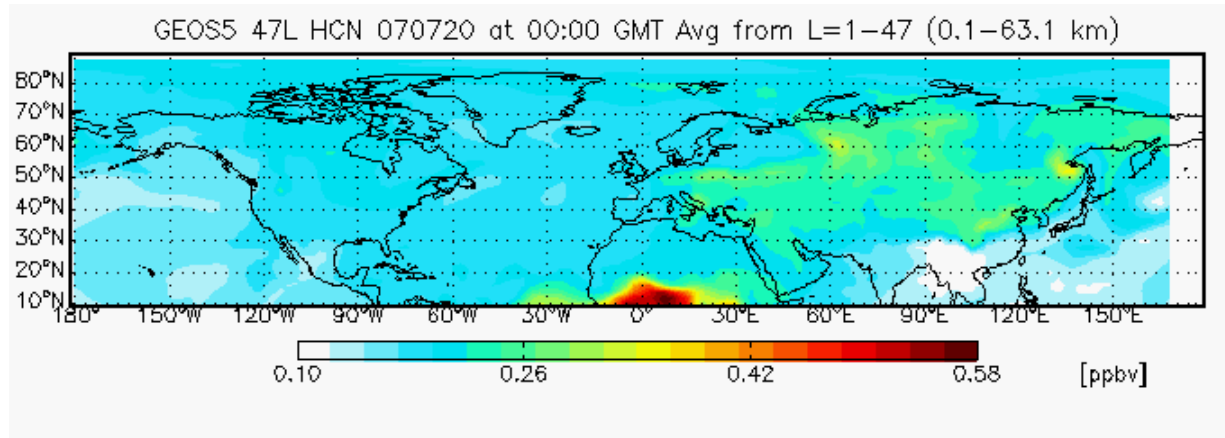 GEOS5 47L HCN 070720 at 00:00 GMT Avg from L=1-47 (0.1-63.1 km)
80°N
70°N
60°N
50°N
40°N
30°N
20°N
10°N
180° 150°W 120°W 90°W 60°W 30°W 0° 30°E 60°E 90°E 120°E 150°E
0.10 0.26 0.42 0.58 [ppbv]